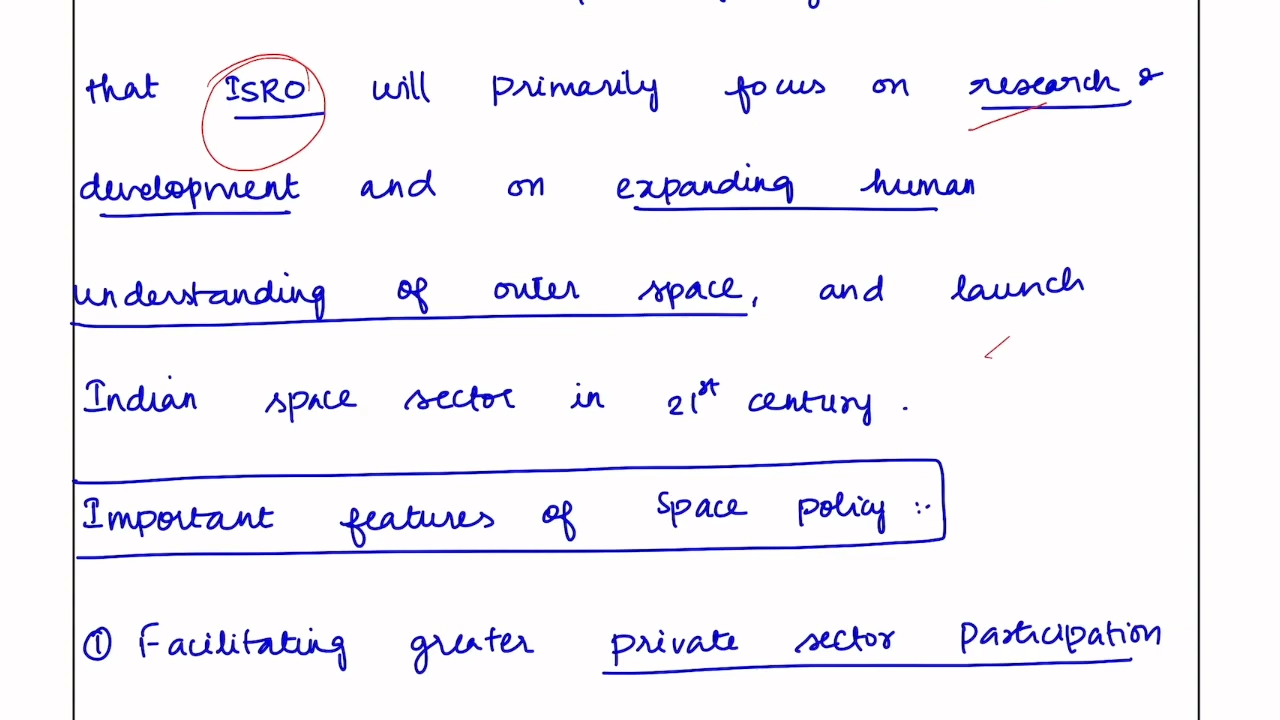 that ISRO will primarily focus on research &
development and on expanding human
understanding of outer space, and launch
Indian space sector in 21st century.
Important features of Space policy :-
① Facilitating greater private sector participation